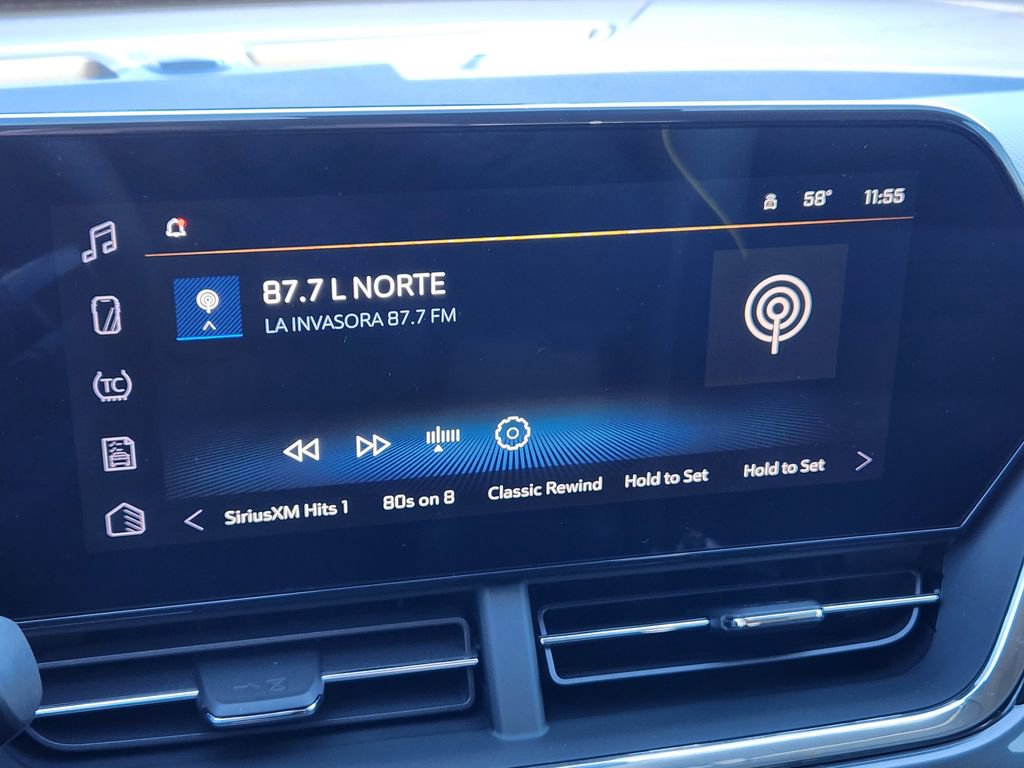 58° 11:55
87.7 L NORTE
LA INVASORA 87.7 FM
TC
SiriusXM Hits 1 80s on 8 Classic Rewind Hold to Set Hold to Set